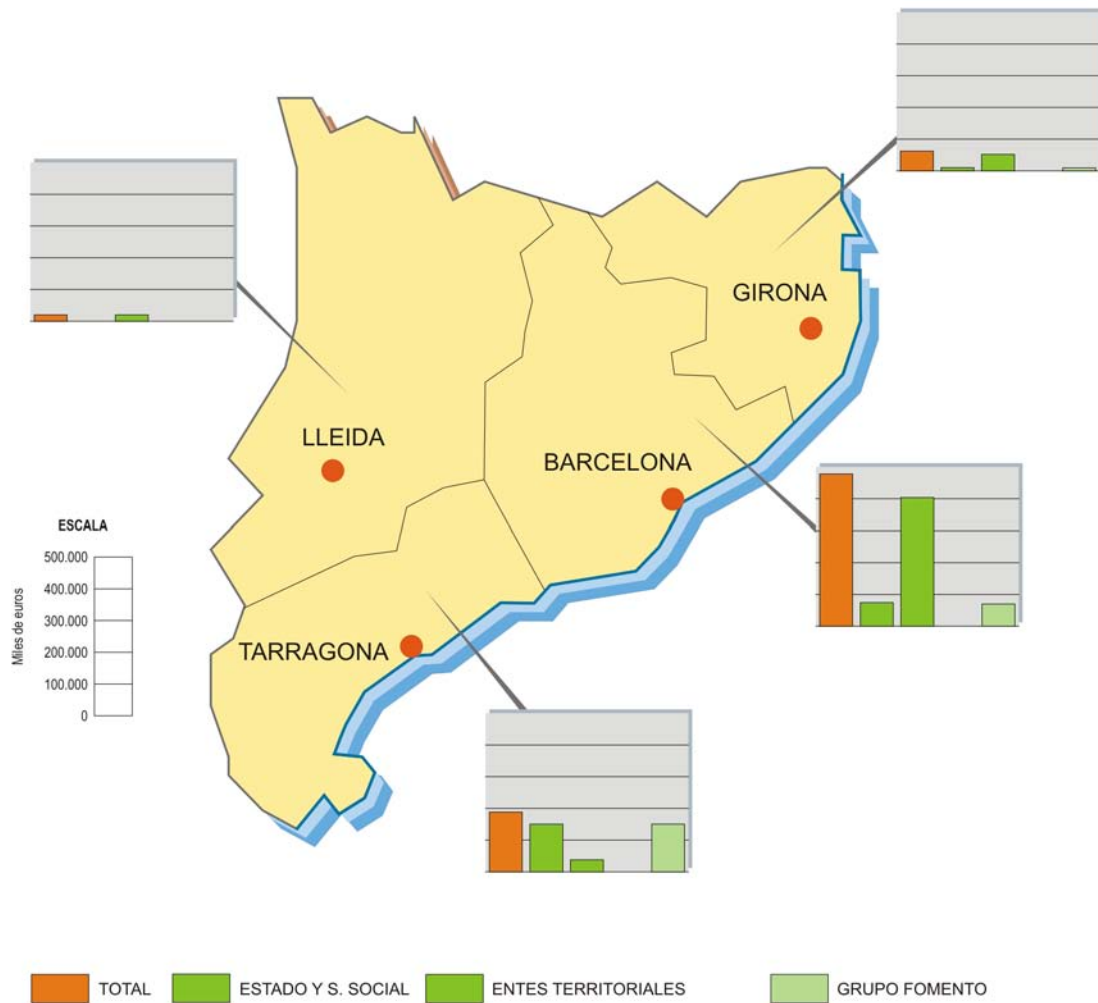 GIRONA
LLEIDA
BARCELONA
TARRAGONA
ESCALA
Miles de euros
500.000
400.000
300.000
200.000
100.000
0
TOTAL
ESTADO Y S. SOCIAL
ENTES TERRITORIALES
GRUPO FOMENTO